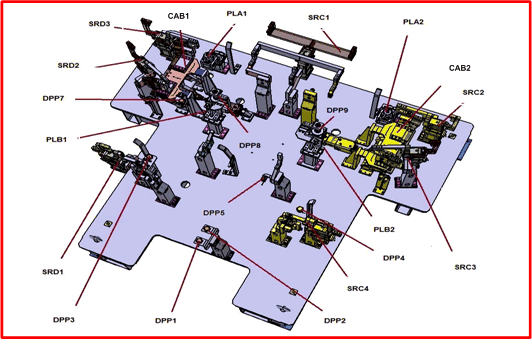 SRD3
CAB1
PLA1
SRC1
PLA2
SRD2
CAB2
SRC2
DPP7
DPP9
PLB1
DPP8
DPP5
PLB2
DPP4
SRC3
SRD1
SRC4
DPP3
DPP1
DPP2